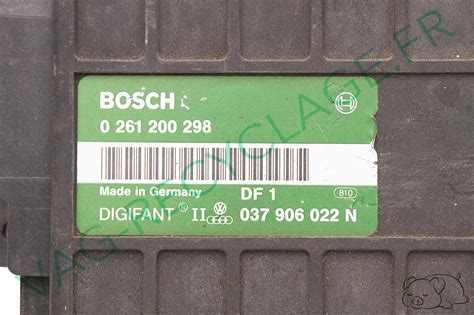 BOSCH
0 261 200 298
Made in Germany DF 1 810
DIGIFANT II 037 906 022 N
VAG-RECYCLAGE.FR